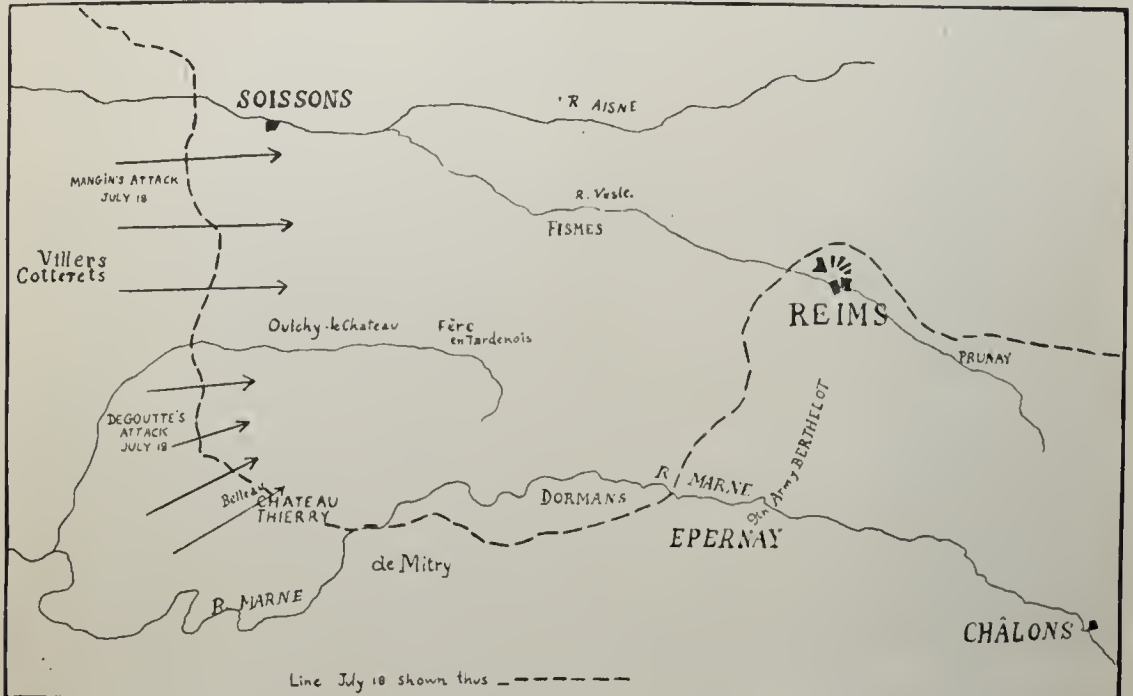 SOISSONS
R AISNE
MANGIN'S ATTACK
JULY 18
R. Vesle.
FISMES
Villers
Cotterets
REIMS
Oulchy-le-Chateau
Fère
en Tardenois
PRUNAY
DEGOUTTE'S
ATTACK
JULY 18
9th Army BERTHELOT
Belleau
CHATEAU
THIERRY
DORMANS
R MARNE
EPERNAY
de Mitry
R MARNE
CHÂLONS
Line July 18 shown thus